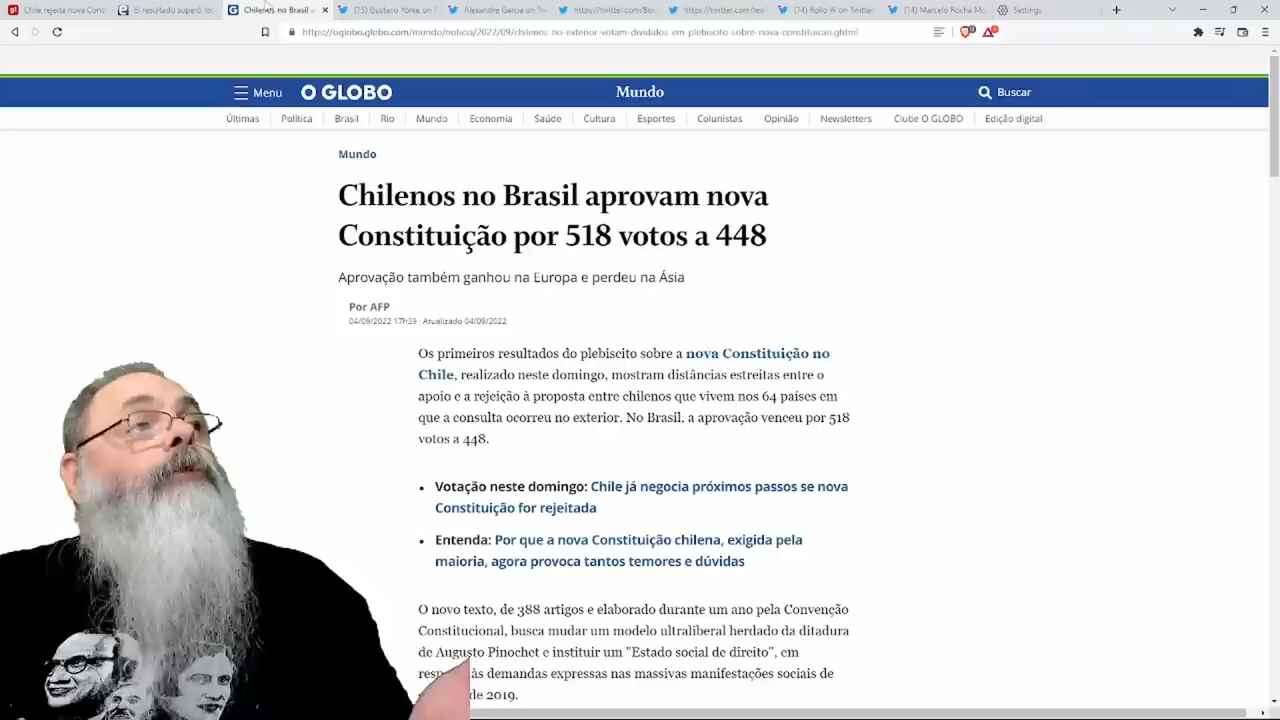 Chile rejeita nova Const
El resultado superó los
Chilenos no Brasil a
(13) Gustavo Yorke on T
Alexandre Garcia on Tw
https://twitter.com/Bos
https://twitter.com/real
(14) Rollo W on Twitter
(14) Marcelo Rocha Mo
Settings
https://oglobo.globo.com/mundo/noticia/2022/09/chilenos-no-exterior-votam-divididos-em-plebiscito-sobre-nova-constituicao.ghtml
Menu O GLOBO Mundo Buscar
Últimas Política Brasil Rio Mundo Economia Saúde Cultura Esportes Colunistas Opinião Newsletters Clube O GLOBO Edição digital
Mundo
Chilenos no Brasil aprovam nova
Constituição por 518 votos a 448
Aprovação também ganhou na Europa e perdeu na Ásia
Por AFP
04/09/2022 17h39 · Atualizado 04/09/2022
Os primeiros resultados do plebiscito sobre a nova Constituição no
Chile, realizado neste domingo, mostram distâncias estreitas entre o
apoio e a rejeição à proposta entre chilenos que vivem nos 64 países em
que a consulta ocorreu no exterior. No Brasil, a aprovação venceu por 518
votos a 448.
• Votação neste domingo: Chile já negocia próximos passos se nova
Constituição for rejeitada
• Entenda: Por que a nova Constituição chilena, exigida pela
maioria, agora provoca tantos temores e dúvidas
O novo texto, de 388 artigos e elaborado durante um ano pela Convenção
Constitucional, busca mudar um modelo ultraliberal herdado da ditadura
de Augusto Pinochet e instituir um "Estado social de direito", em
às demandas expressas nas massivas manifestações sociais de
de 2019.